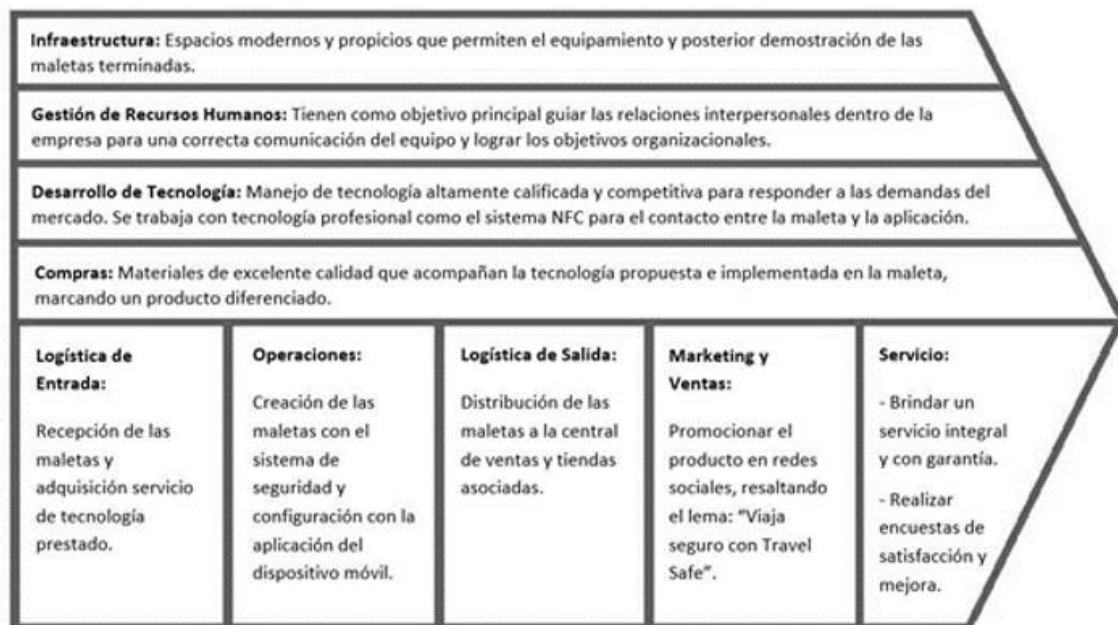 Infraestructura: Espacios modernos y propicios que permiten el equipamiento y posterior demostración de las
maletas terminadas.
Gestión de Recursos Humanos: Tienen como objetivo principal guiar las relaciones interpersonales dentro de la
empresa para una correcta comunicación del equipo y lograr los objetivos organizacionales.
Desarrollo de Tecnología: Manejo de tecnología altamente calificada y competitiva para responder a las demandas del
mercado. Se trabaja con tecnología profesional como el sistema NFC para el contacto entre la maleta y la aplicación.
Compras: Materiales de excelente calidad que acompañan la tecnología propuesta e implementada en la maleta,
marcando un producto diferenciado.
Logística de
Entrada:
Recepción de las
maletas y
adquisición servicio
de tecnología
prestado.
Operaciones:
Creación de las
maletas con el
sistema de
seguridad y
configuración con la
aplicación del
dispositivo móvil.
Logística de Salida:
Distribución de las
maletas a la central
de ventas y tiendas
asociadas.
Marketing y
Ventas:
Promocionar el
producto en redes
sociales, resaltando
el lema: “Viaja
seguro con Travel
Safe”.
Servicio:
- Brindar un
servicio integral
y con garantía.
- Realizar
encuestas de
satisfacción y
mejora.